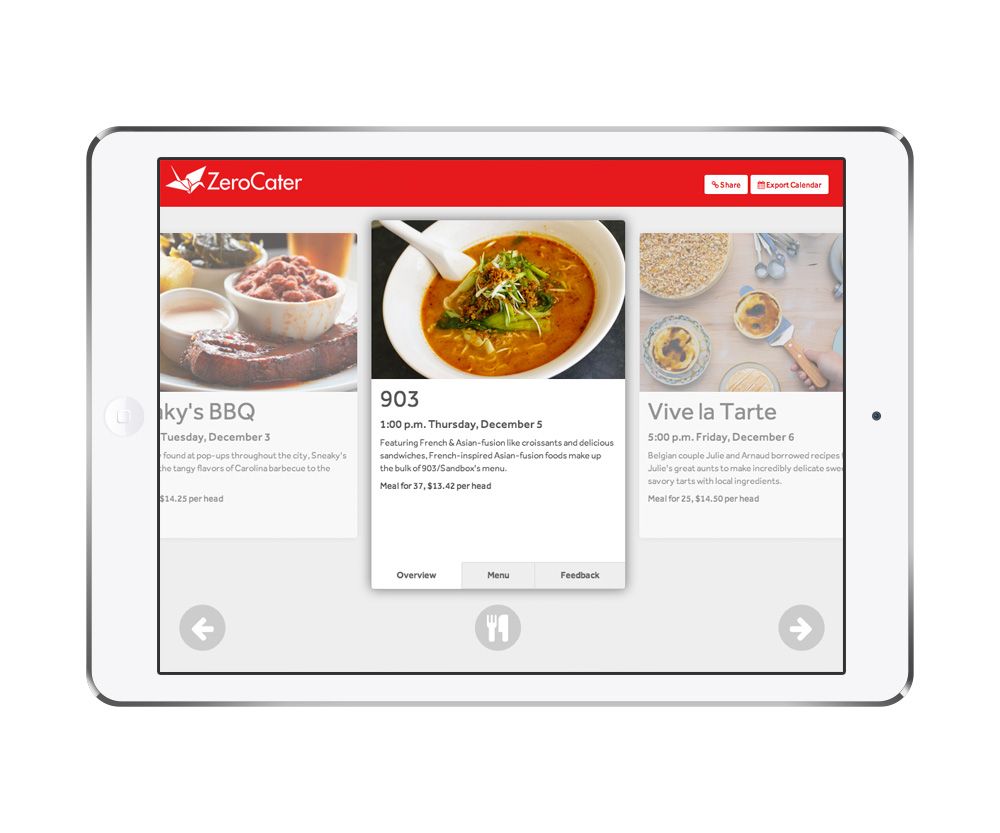 ZeroCater
Share
Export Calendar
ky's BBQ
Tuesday, December 3
found at pop-ups throughout the city, Sneaky's
the tangy flavors of Carolina barbecue to the
$14.25 per head
903
1:00 p.m. Thursday, December 5
Featuring French & Asian-fusion like croissants and delicious
sandwiches, French-inspired Asian-fusion foods make up
the bulk of 903/Sandbox's menu.
Meal for 37, $13.42 per head
Overview
Menu
Feedback
Vive la Tarte
5:00 p.m. Friday, December 6
Belgian couple Julie and Arnaud borrowed recipes
Julie's great aunts to make incredibly delicate
savory tarts with local ingredients.
Meal for 25, $14.50 per head